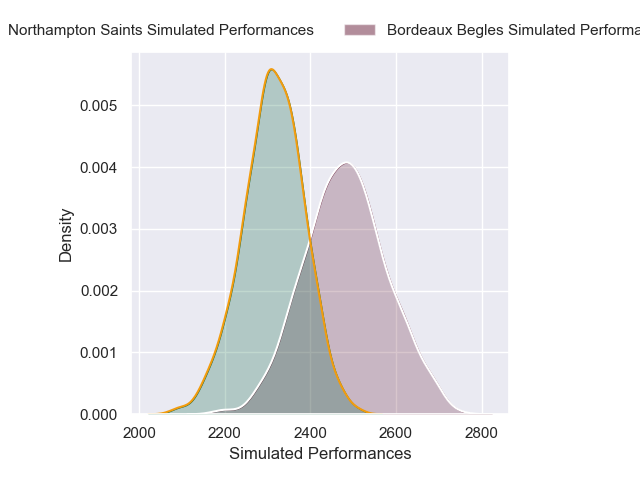 Northampton Saints Simulated Performances
Bordeaux Begles Simulated Performa
0.005
0.004
0.003
0.002
0.001
0.000
Density
2000 2200 2400 2600 2800
Simulated Performances